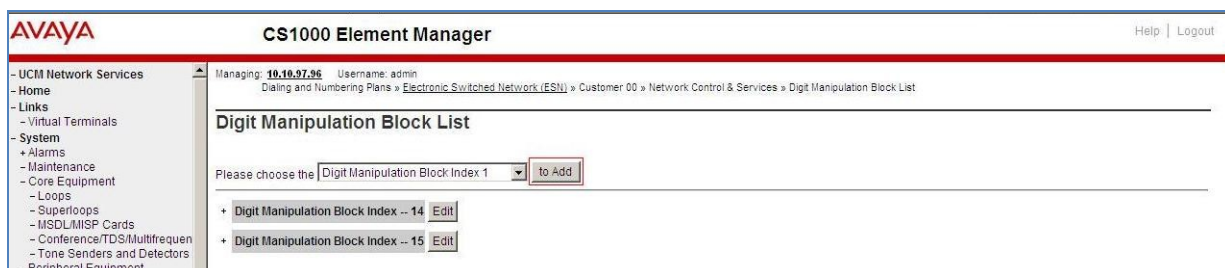 AVAYA
CS1000 Element Manager
Help | Logout
- UCM Network Services
- Home
- Links
- Virtual Terminals
- System
+ Alarms
- Maintenance
- Core Equipment
- Loops
- Superloops
- MSDL/MISP Cards
- Conference/TDS/Multifrequen
- Tone Senders and Detectors
- Peripheral Equipment
Managing: 10.10.97.96 Username: admin
Dialing and Numbering Plans » Electronic Switched Network (ESN) » Customer 00 » Network Control & Services » Digit Manipulation Block List
Digit Manipulation Block List
Please choose the Digit Manipulation Block Index 1 to Add
+ Digit Manipulation Block Index -- 14 Edit
+ Digit Manipulation Block Index -- 15 Edit